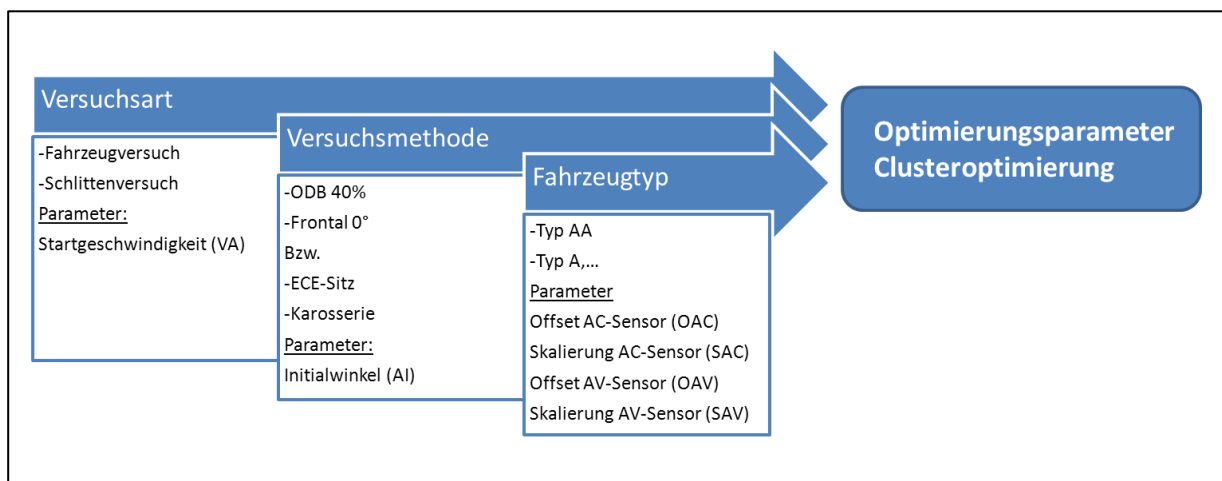 Versuchsart
-Fahrzeugversuch
-Schlittenversuch
Parameter:
Startgeschwindigkeit (VA)
Versuchsmethode
-ODB 40%
-Frontal 0°
Bzw.
-ECE-Sitz
-Karosserie
Parameter:
Initialwinkel (AI)
Fahrzeugtyp
-Typ AA
-Typ A,...
Parameter
Offset AC-Sensor (OAC)
Skalierung AC-Sensor (SAC)
Offset AV-Sensor (OAV)
Skalierung AV-Sensor (SAV)
Optimierungsparameter
Clusteroptimierung